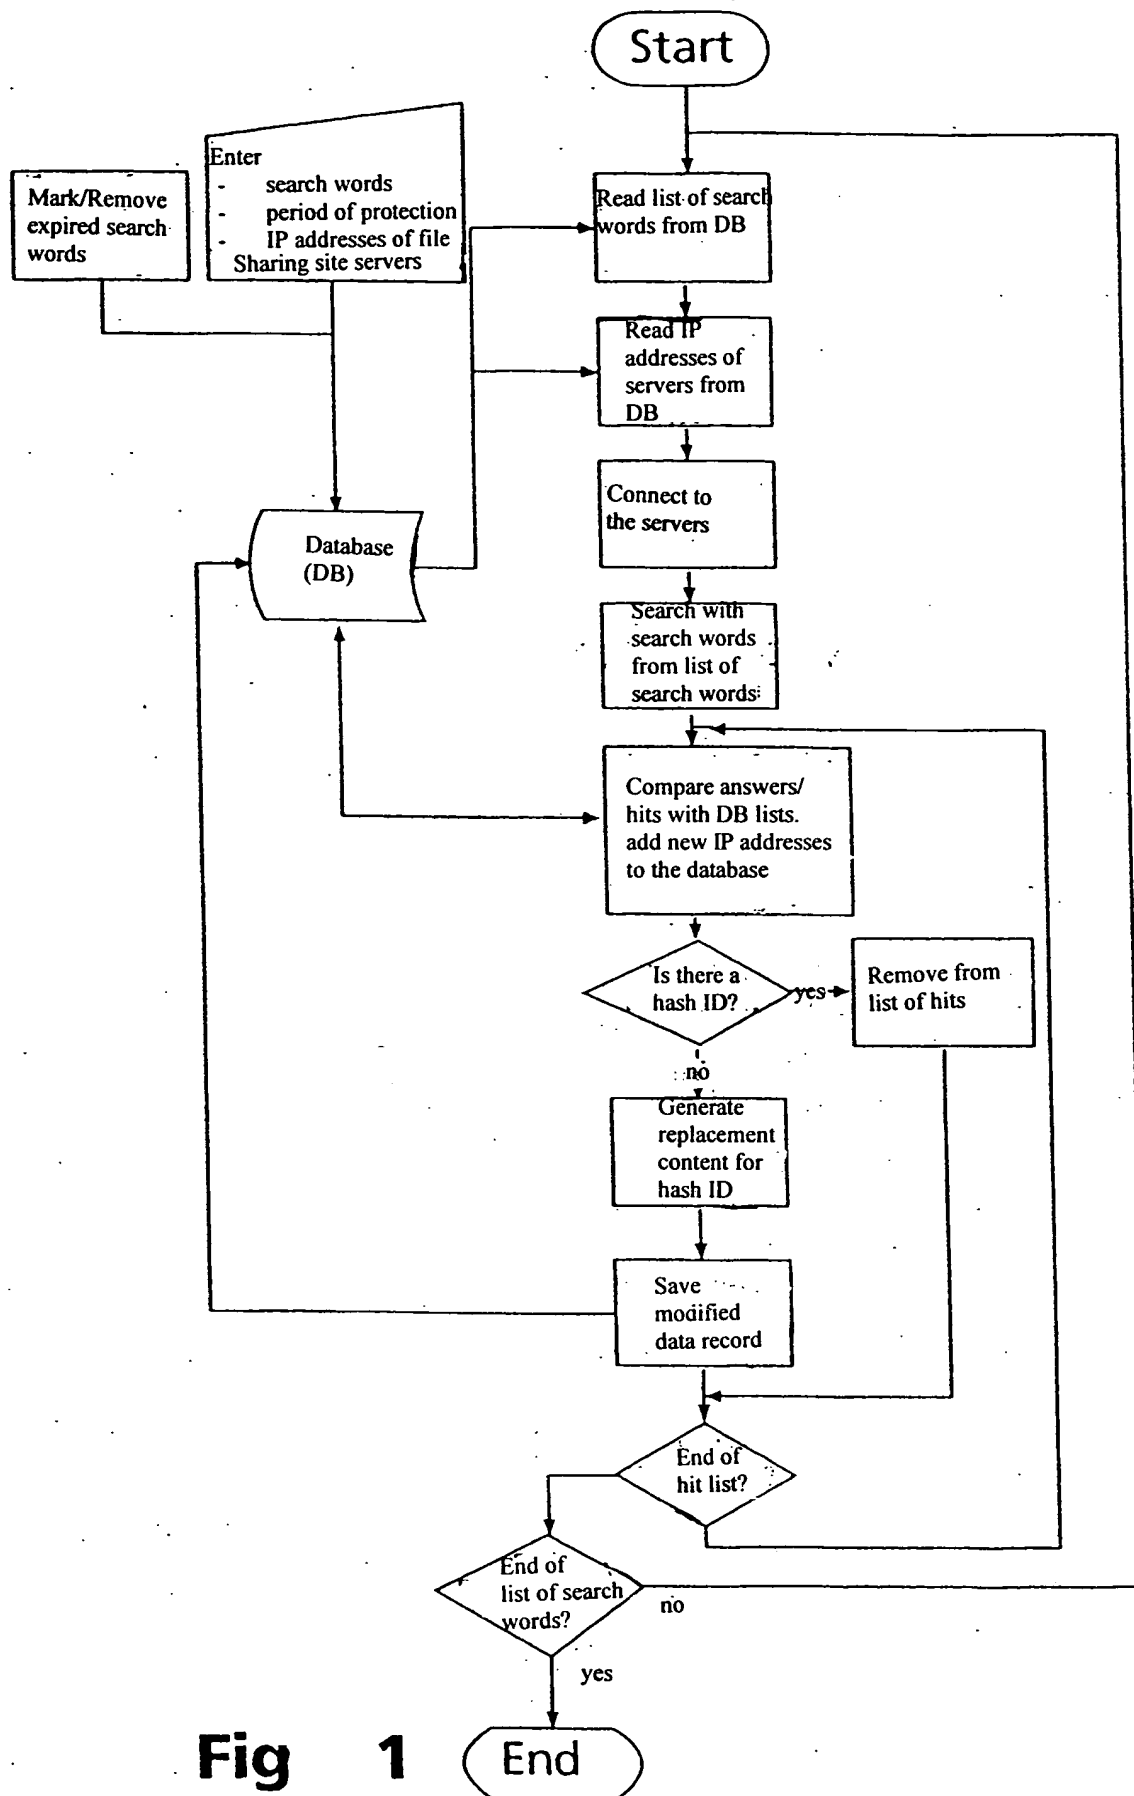 Start
Mark/Remove
expired search
words
Enter
- search words
- period of protection
- IP addresses of file
Sharing site servers
Read list of search
words from DB
Read IP
addresses of
servers from
DB
Connect to
the servers
Database
(DB)
Search with
search words
from list of
search words
Compare answers/
hits with DB lists.
add new IP addresses
to the database
Is there a
hash ID?
yes
Remove from
list of hits
no
Generate
replacement
content for
hash ID
Save
modified
data record
End of
hit list?
End of
list of search
words?
no
yes
End
Fig 1